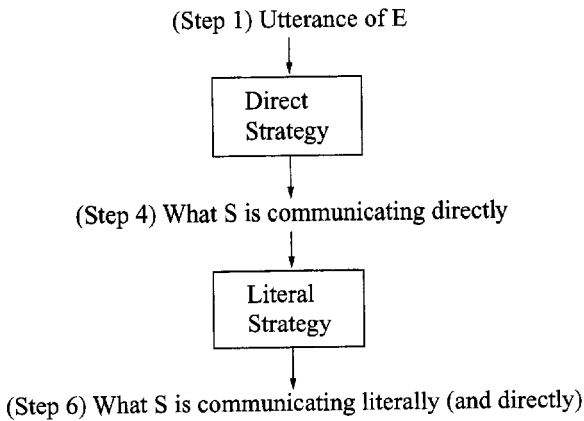 (Step 1) Utterance of E
Direct
Strategy
(Step 4) What S is communicating directly
Literal
Strategy
(Step 6) What S is communicating literally (and directly)